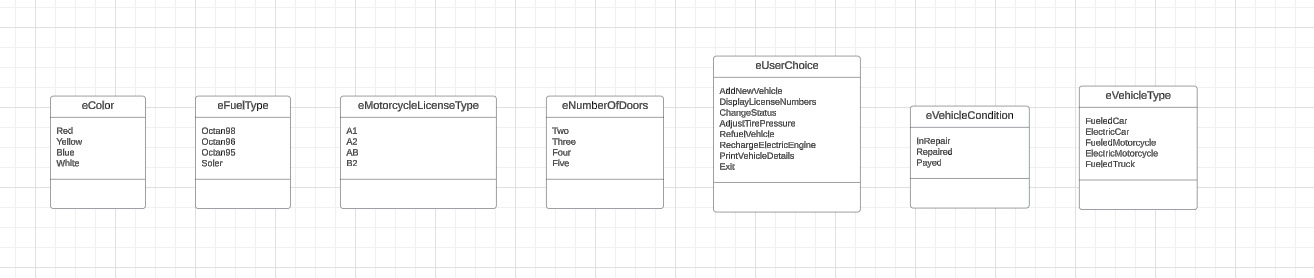 eColor
Red
Yellow
Blue
White
eFuelType
Octan98
Octan96
Octan95
Soler
eMotorcycleLicenseType
A1
A2
AB
B2
eNumberOfDoors
Two
Three
Four
Five
eUserChoice
AddNewVehicle
DisplayLicenseNumbers
ChangeStatus
AdjustTirePressure
RefuelVehicle
RechargeElectricEngine
PrintVehicleDetails
Exit
eVehicleCondition
InRepair
Repaired
Payed
eVehicleType
FueledCar
ElectricCar
FueledMotorcycle
ElectricMotorcycle
FueledTruck